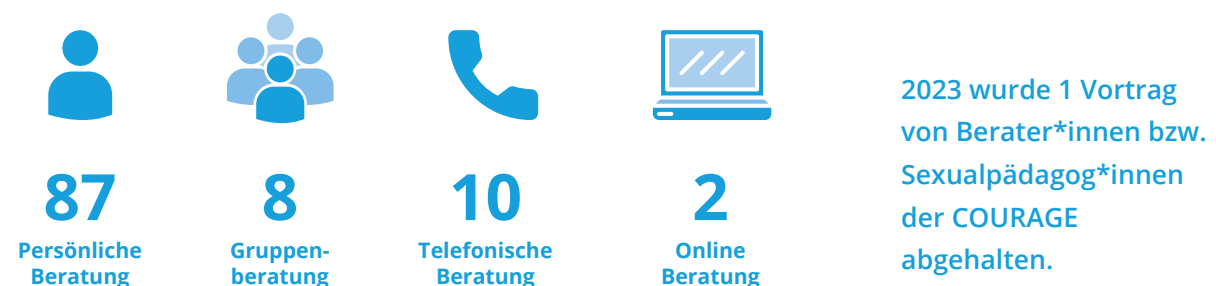 87
Persönliche
Beratung
8
Gruppen-
beratung
10
Telefonische
Beratung
2
Online
Beratung
2023 wurde 1 Vortrag
von Berater*innen bzw.
Sexualpädagog*innen
der COURAGE
abgehalten.